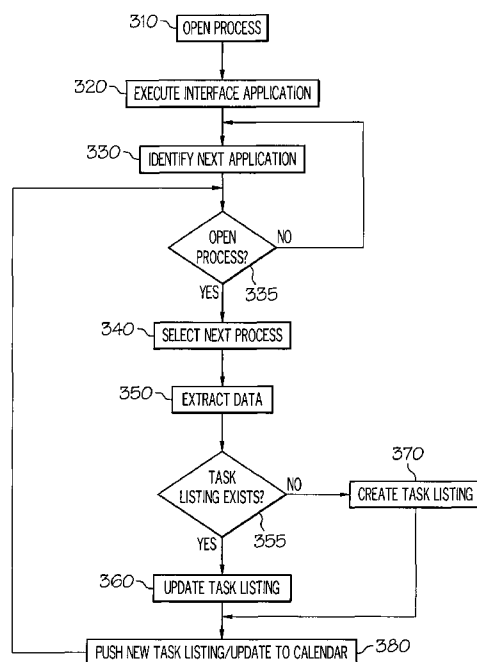 310
OPEN PROCESS
320
EXECUTE INTERFACE APPLICATION
330
IDENTIFY NEXT APPLICATION
OPEN
PROCESS?
NO
335
YES
340
SELECT NEXT PROCESS
350
EXTRACT DATA
TASK
LISTING EXISTS?
NO
355
370
CREATE TASK LISTING
YES
360
UPDATE TASK LISTING
PUSH NEW TASK LISTING/UPDATE TO CALENDAR
380